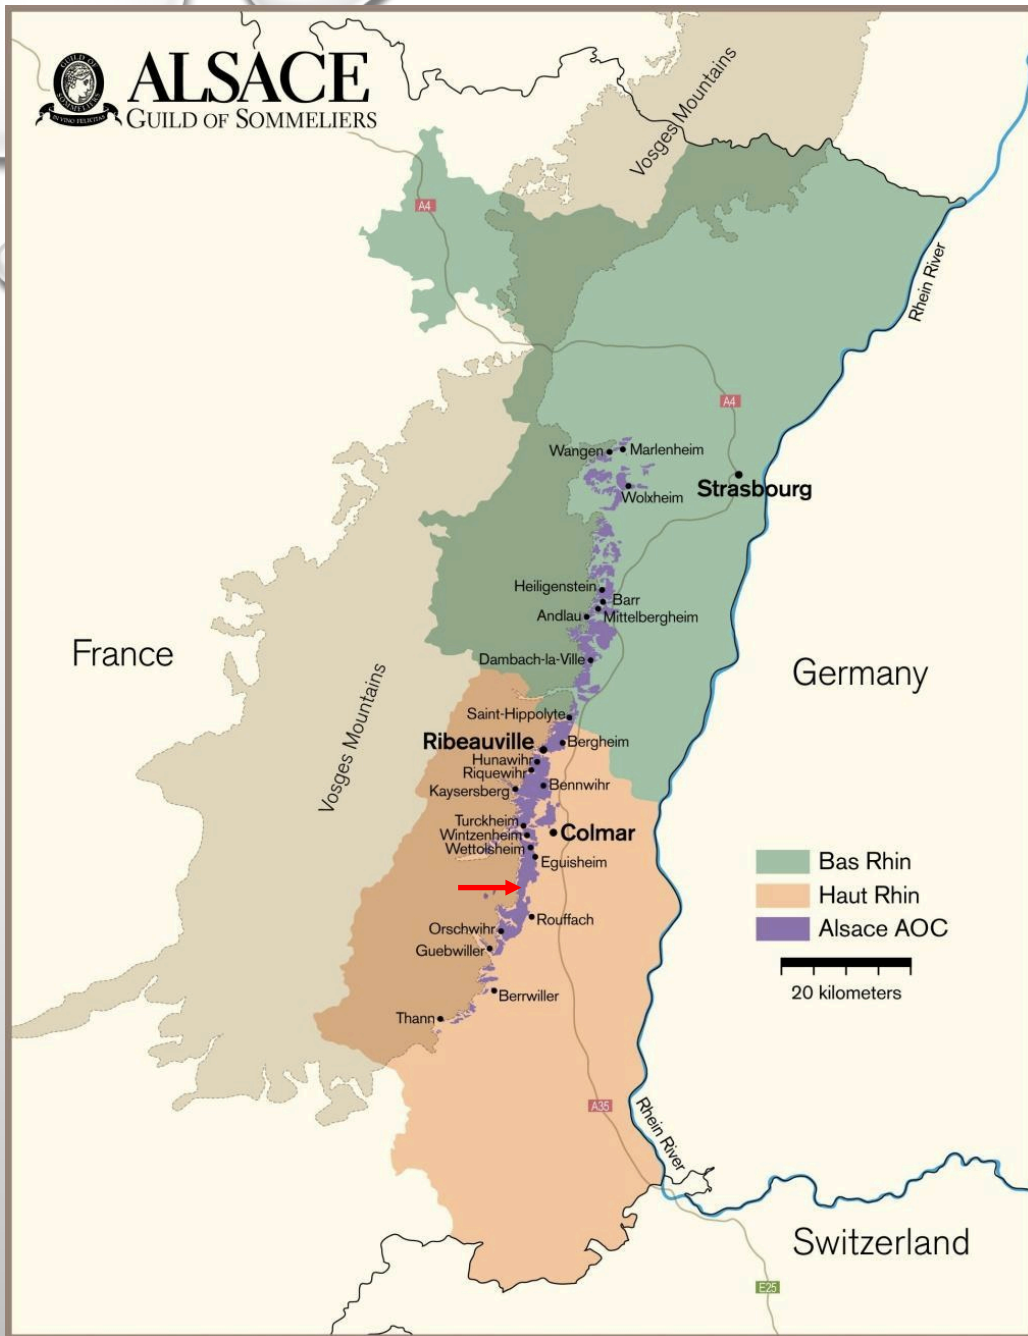 GUILD OF
SOMMELIERS
IN VINO FELICITAS
ALSACE
GUILD OF SOMMELIERS
Vosges Mountains
A4
Rhein River
A4
Wangen
Marlenheim
Strasbourg
Wolxheim
Heiligenstein
Barr
Andlau
Mittelbergheim
France
Dambach-la-Ville
Germany
Vosges Mountains
Saint-Hippolyte
Ribeauville
Bergheim
Hunawihr
Riquewihr
Kaysersberg
Bennwihr
Turckheim
Colmar
Wintzenheim
Wettolsheim
Eguisheim
Bas Rhin
Haut Rhin
Alsace AOC
Rouffach
Orschwihr
Guebwiller
20 kilometers
Berrwiller
Thann
A35
Rhein River
Switzerland
E25